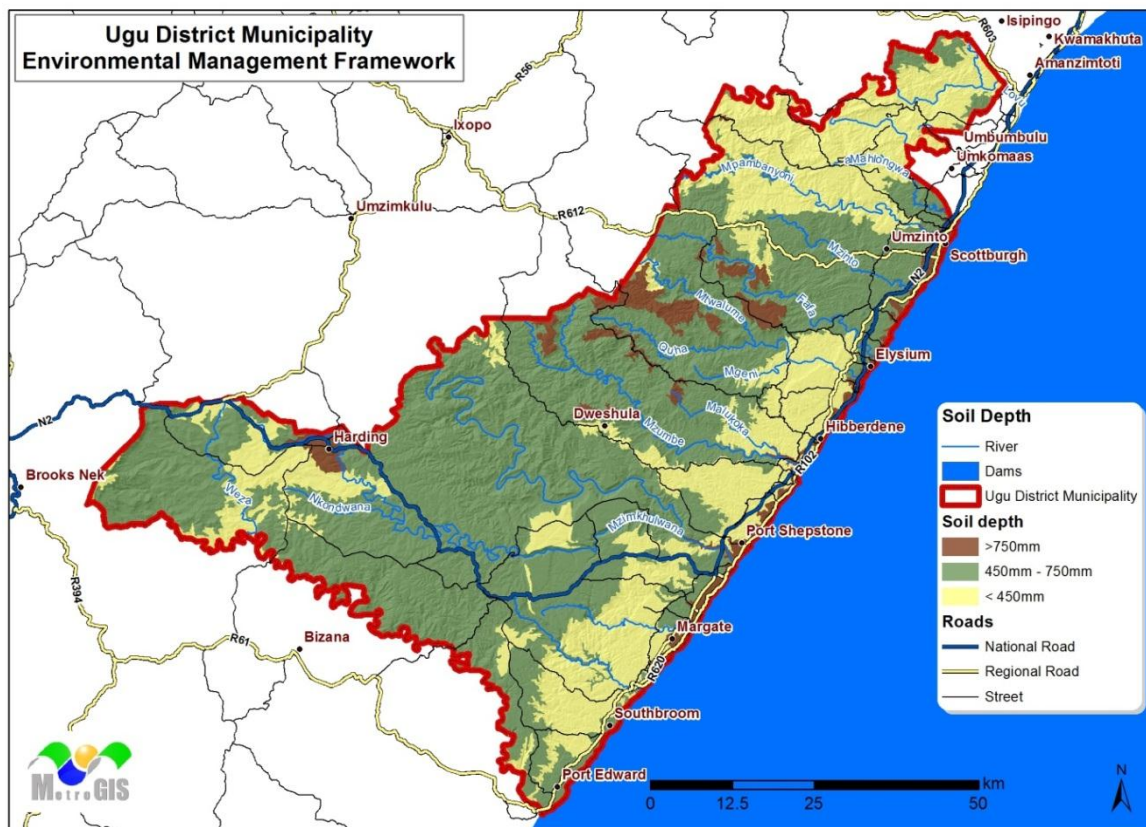 Ugu District Municipality
Environmental Management Framework
Isipingo
R603
Kwamakhuta
Amanzimtoti
Lovu
R56
Ixopo
Umbumbulu
Umkomaas
aMahlongwa
Mpambanyoni
Umzimkulu
R612
Umzinto
Scottburgh
Mzinto
N2
Fafa
Mtwalume
Quha
Mgeni
Elysium
Malukoka
Mzumbe
Dweshula
Hibberdene
R102
N2
Harding
Brooks Nek
Weza
Nkondwana
Mzimkhulwana
Port Shepstone
R394
R61
Bizana
Margate
R620
Southbroom
Port Edward
Soil Depth
River
Dams
Ugu District Municipality
Soil depth
>750mm
450mm - 750mm
< 450mm
Roads
National Road
Regional Road
Street
MetroGIS
km
0 12.5 25 50
N